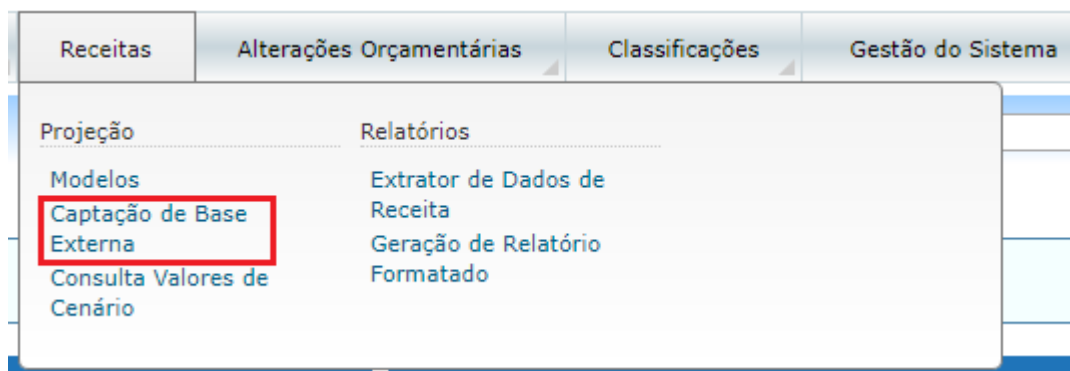 Receitas Alterações Orçamentárias Classificações Gestão do Sistema
Projeção
Modelos
Captação de Base
Externa
Consulta Valores de
Cenário
Relatórios
Extrator de Dados de
Receita
Geração de Relatório
Formatado